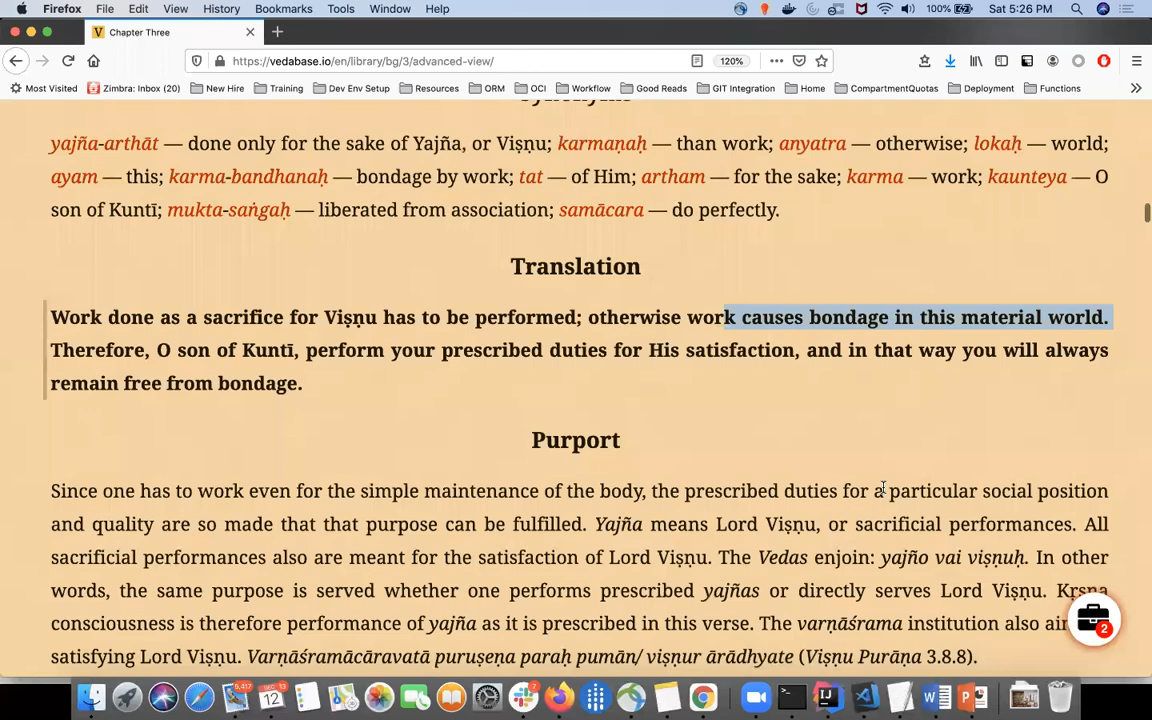 Firefox File Edit View History Bookmarks Tools Window Help 100% Sat 5:26 PM
Chapter Three
https://vedabase.io/en/library/bg/3/advanced-view/ 120%
Most Visited Zimbra: Inbox (20) New Hire Training Dev Env Setup Resources OCI ORM Workflow Good Reads GIT Integration Home CompartmentQuotas Deployment Functions
yajña-arthāt — done only for the sake of Yajña, or Viṣṇu; karmaṇaḥ — than work; anyatra — otherwise; lokaḥ — world;
ayam — this; karma-bandhanaḥ — bondage by work; tat — of Him; artham — for the sake; karma — work; kaunteya — O
son of Kuntī; mukta-saṅgaḥ — liberated from association; samācara — do perfectly.
Translation
Work done as a sacrifice for Viṣṇu has to be performed; otherwise work causes bondage in this material world.
Therefore, O son of Kuntī, perform your prescribed duties for His satisfaction, and in that way you will always
remain free from bondage.
Purport
Since one has to work even for the simple maintenance of the body, the prescribed duties for a particular social position
and quality are so made that that purpose can be fulfilled. Yajña means Lord Viṣṇu, or sacrificial performances. All
sacrificial performances also are meant for the satisfaction of Lord Viṣṇu. The Vedas enjoin: yajño vai viṣṇuḥ. In other
words, the same purpose is served whether one performs prescribed yajñas or directly serves Lord Viṣṇu. Kṛṣṇa
consciousness is therefore performance of yajña as it is prescribed in this verse. The varṇāśrama institution also
satisfying Lord Viṣṇu. Varṇāśramācāravatā puruṣeṇa paraḥ pumān/ viṣṇur ārādhyate (Viṣṇu Purāṇa 3.8.8).
2
5,417
DEC 13
12
7